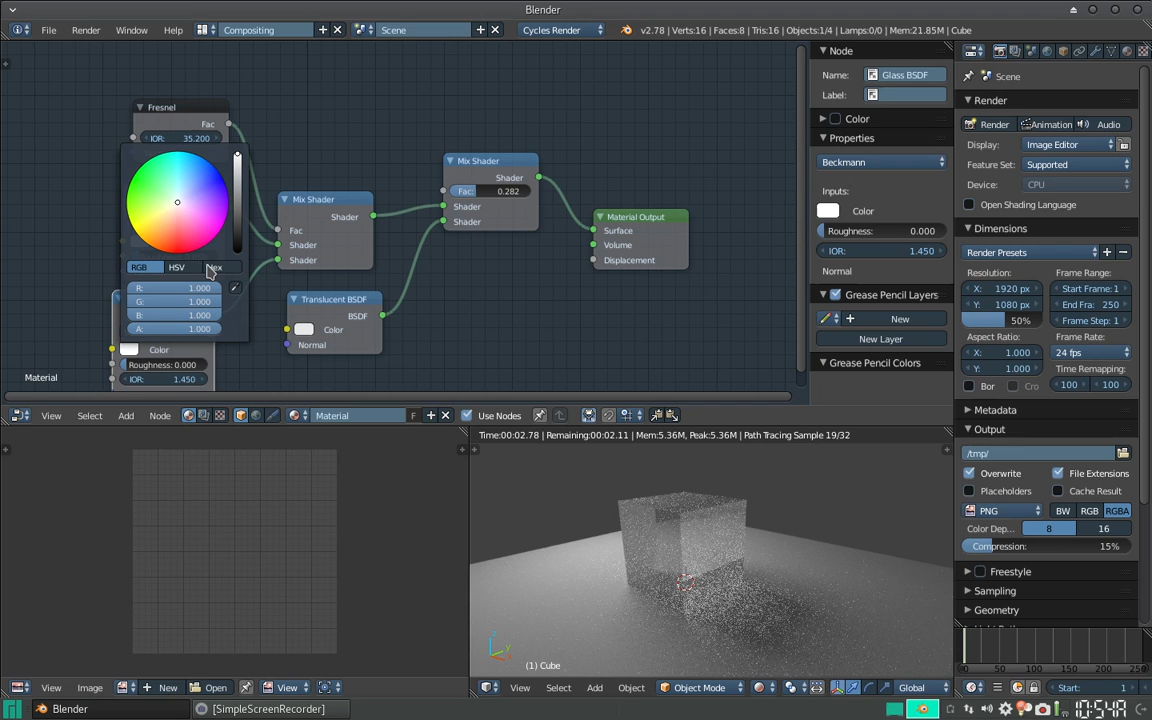 Blender
File Render Window Help Compositing Scene Cycles Render v2.78 | Verts:16 | Faces:8 | Tris:16 | Objects:1/4 | Lamps:0/0 | Mem:21.85M | Cube
Fresnel
Fac
IOR: 35.200
RGB HSV
R: 1.000
G: 1.000
B: 1.000
A: 1.000
Color
Roughness: 0.000
IOR: 1.450
Material
Mix Shader
Shader
Fac
Shader
Shader
Translucent BSDF
BSDF
Color
Normal
Mix Shader
Shader
Fac: 0.282
Shader
Shader
Material Output
Surface
Volume
Displacement
Node
Name: Glass BSDF
Label:
Color
Properties
Beckmann
Inputs:
Color
Roughness: 0.000
IOR: 1.450
Normal
Grease Pencil Layers
New
New Layer
Grease Pencil Colors
View Select Add Node Material F Use Nodes
Scene
Render
Render Animation Audio
Display: Image Editor
Feature Set: Supported
Device: CPU
Open Shading Language
Dimensions
Render Presets
Resolution: Frame Range:
X: 1920 px Start Frame: 1
Y: 1080 px End Fra: 250
50% Frame Step: 1
Aspect Ratio: Frame Rate:
X: 1.000 24 fps
Y: 1.000 Time Remapping:
Bor Cro 100 100
Metadata
Output
/tmp/
Overwrite File Extensions
Placeholders Cache Result
PNG BW RGB RGBA
Color Dep... 8 16
Compression: 15%
Freestyle
Sampling
Geometry
Time:00:02.78 | Remaining:00:02.11 | Mem:5.36M, Peak:5.36M | Path Tracing Sample 19/32
z
y
(1) Cube
View Image New Open View
View Select Add Object Object Mode Global
50 100 150 200 250
Start: 1
Blender [SimpleScreenRecorder] 10:54A